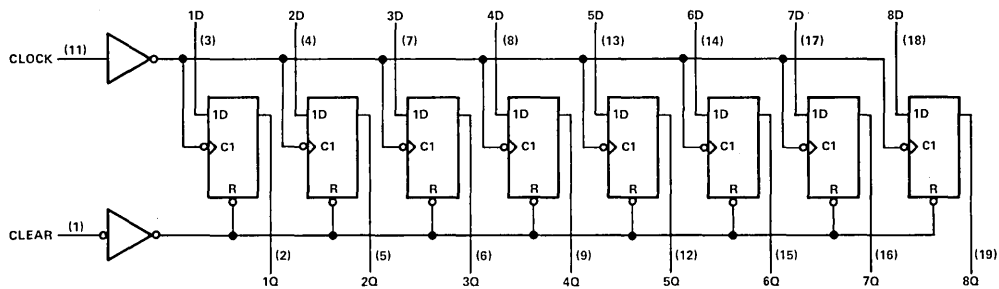 1D 2D 3D 4D 5D 6D 7D 8D
CLOCK (11) (3) (4) (7) (8) (13) (14) (17) (18)
1D 1D 1D 1D 1D 1D 1D 1D
C1 C1 C1 C1 C1 C1 C1 C1
R R R R R R R R
CLEAR (1)
(2) (5) (6) (9) (12) (15) (16) (19)
1Q 2Q 3Q 4Q 5Q 6Q 7Q 8Q